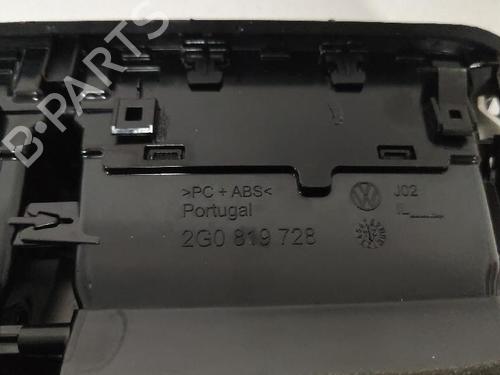 B-PARTS
>PC + ABS<
Portugal
2G0 819 728
J02